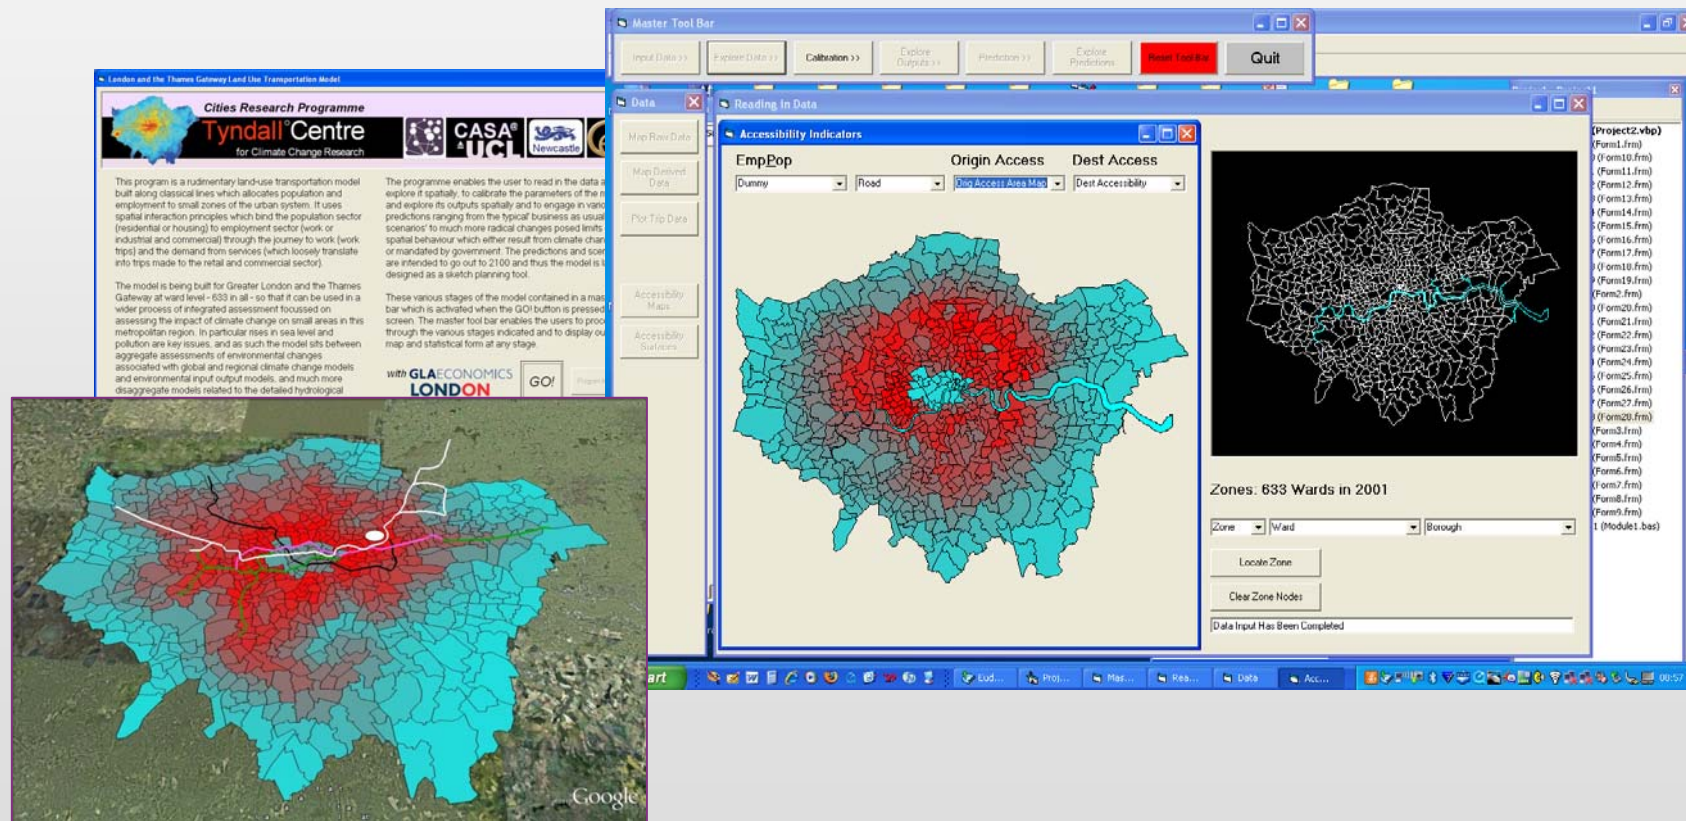 Master Tool Bar
Input Data >>
Explore Data >>
Calibration >>
Explore Outputs >>
Prediction >>
Explore Predictions
Reset Tool Bar
Quit
London and the Thames Gateway Land Use Transportation Model
Cities Research Programme
Tyndall°Centre
for Climate Change Research
CASA
UCL
Newcastle
This program is a rudimentary land-use transportation model
built along classical lines which allocates population and
employment to small zones of the urban system. It uses
spatial interaction principles which bind the population sector
(residential or housing) to employment sector (work or
industrial and commercial) through the journey to work (work
trips) and the demand from services (which loosely translate
into trips made to the retail and commercial sector).
The model is being built for Greater London and the Thames
Gateway at ward level - 633 in all - so that it can be used in a
wider process of integrated assessment focussed on
assessing the impact of climate change on small areas in this
metropolitan region. In particular rises in sea level and
pollution are key issues, and as such the model sits between
aggregate assessments of environmental changes
associated with global and regional climate change models
and environmental input output models, and much more
disaggregate models related to the detailed hydrological
The programme enables the user to read in the data a
explore it spatially, to calibrate the parameters of the m
and explore its outputs spatially and to engage in vario
predictions ranging from the 'typical' business as usual
scenarios' to much more radical changes posed limits
spatial behaviour which either result from climate chan
or mandated by government. The predictions and scen
are intended to go out to 2100 and thus the model is b
designed as a sketch planning tool.
These various stages of the model contained in a mas
bar which is activated when the GO! button is pressed
screen. The master tool bar enables the users to proc
through the various stages indicated and to display ou
map and statistical form at any stage.
with GLAECONOMICS
LONDON
GO!
Data
Map Raw Data
Map Derived Data
Plot Trip Data
Accessibility Maps
Accessibility Surfaces
Reading In Data
Accessibility Indicators
EmpPop
Origin Access
Dest Access
Dummy
Road
Orig Access Area Map
Dest Accessibility
Zones: 633 Wards in 2001
Zone
Ward
Borough
Locate Zone
Clear Zone Nodes
Data Input Has Been Completed
(Project2.vbp)
(Form1.frm)
(Form10.frm)
(Form11.frm)
(Form12.frm)
(Form13.frm)
(Form14.frm)
(Form15.frm)
(Form16.frm)
(Form17.frm)
(Form18.frm)
(Form19.frm)
(Form2.frm)
(Form20.frm)
(Form21.frm)
(Form22.frm)
(Form23.frm)
(Form24.frm)
(Form25.frm)
(Form26.frm)
(Form27.frm)
(Form28.frm)
(Form3.frm)
(Form4.frm)
(Form5.frm)
(Form6.frm)
(Form7.frm)
(Form8.frm)
(Form9.frm)
1 (Module1.bas)
Google
art
Lud...
Proj...
Mas...
Rea...
Data
Acc...
00:57